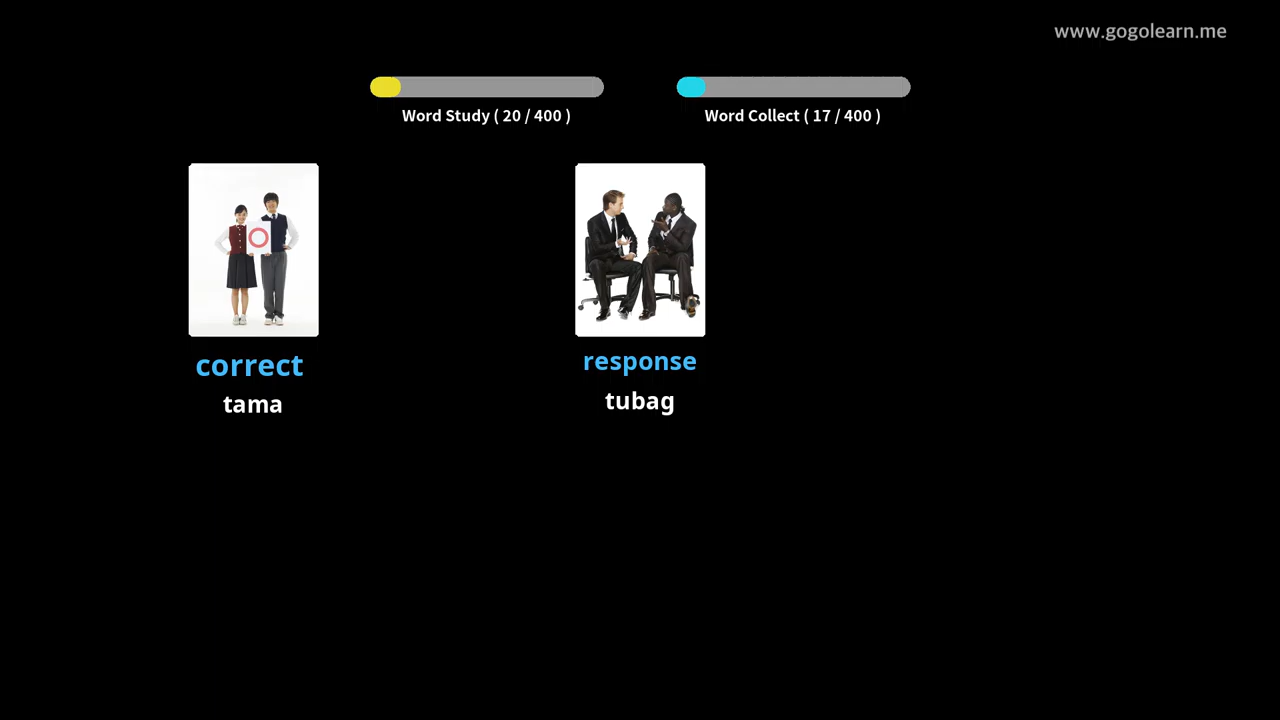 www.gogolearn.me
Word Study ( 20 / 400 )
Word Collect ( 17 / 400 )
correct
tama
response
tubag